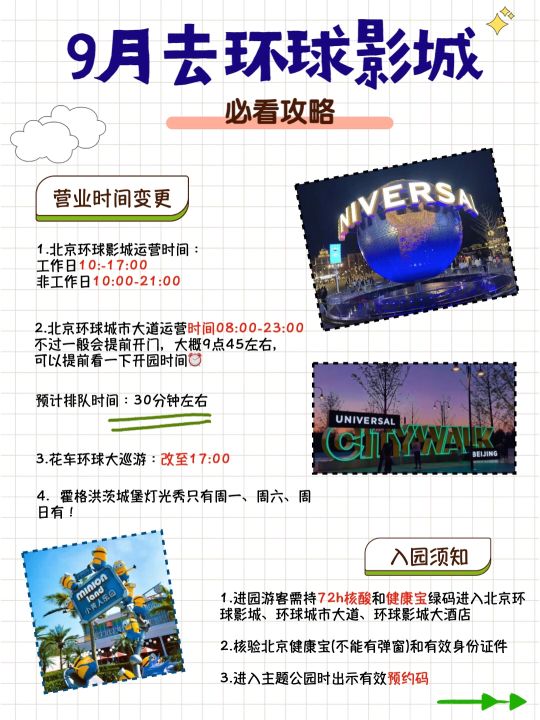 9月去环球影城
必看攻略
营业时间变更
1.北京环球影城运营时间：
工作日10:-17:00
非工作日10:00-21:00
2.北京环球城市大道运营时间08:00-23:00
不过一般会提前开门，大概9点45左右，
可以提前看一下开园时间⏰
预计排队时间：30分钟左右
3.花车环球大巡游：改至17:00
4. 霍格洪茨城堡灯光秀只有周一、周六、周
日有！
UNIVERSAL
UNIVERSAL
CITYWALK
BEIJING
minion
land
小黄人乐园
入园须知
1.进园游客需持72h核酸和健康宝绿码进入北京环
球影城、环球城市大道、环球影城大酒店
2.核验北京健康宝(不能有弹窗)和有效身份证件
3.进入主题公园时出示有效预约码